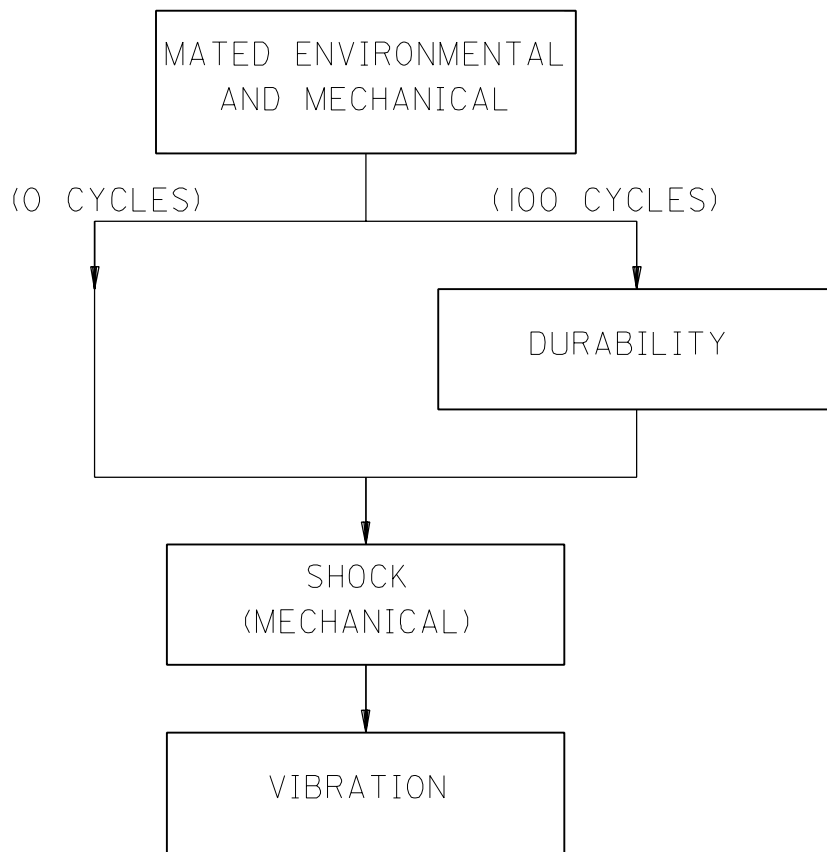 MATED ENVIRONMENTAL
AND MECHANICAL
(0 CYCLES)
(100 CYCLES)
DURABILITY
SHOCK
(MECHANICAL)
VIBRATION